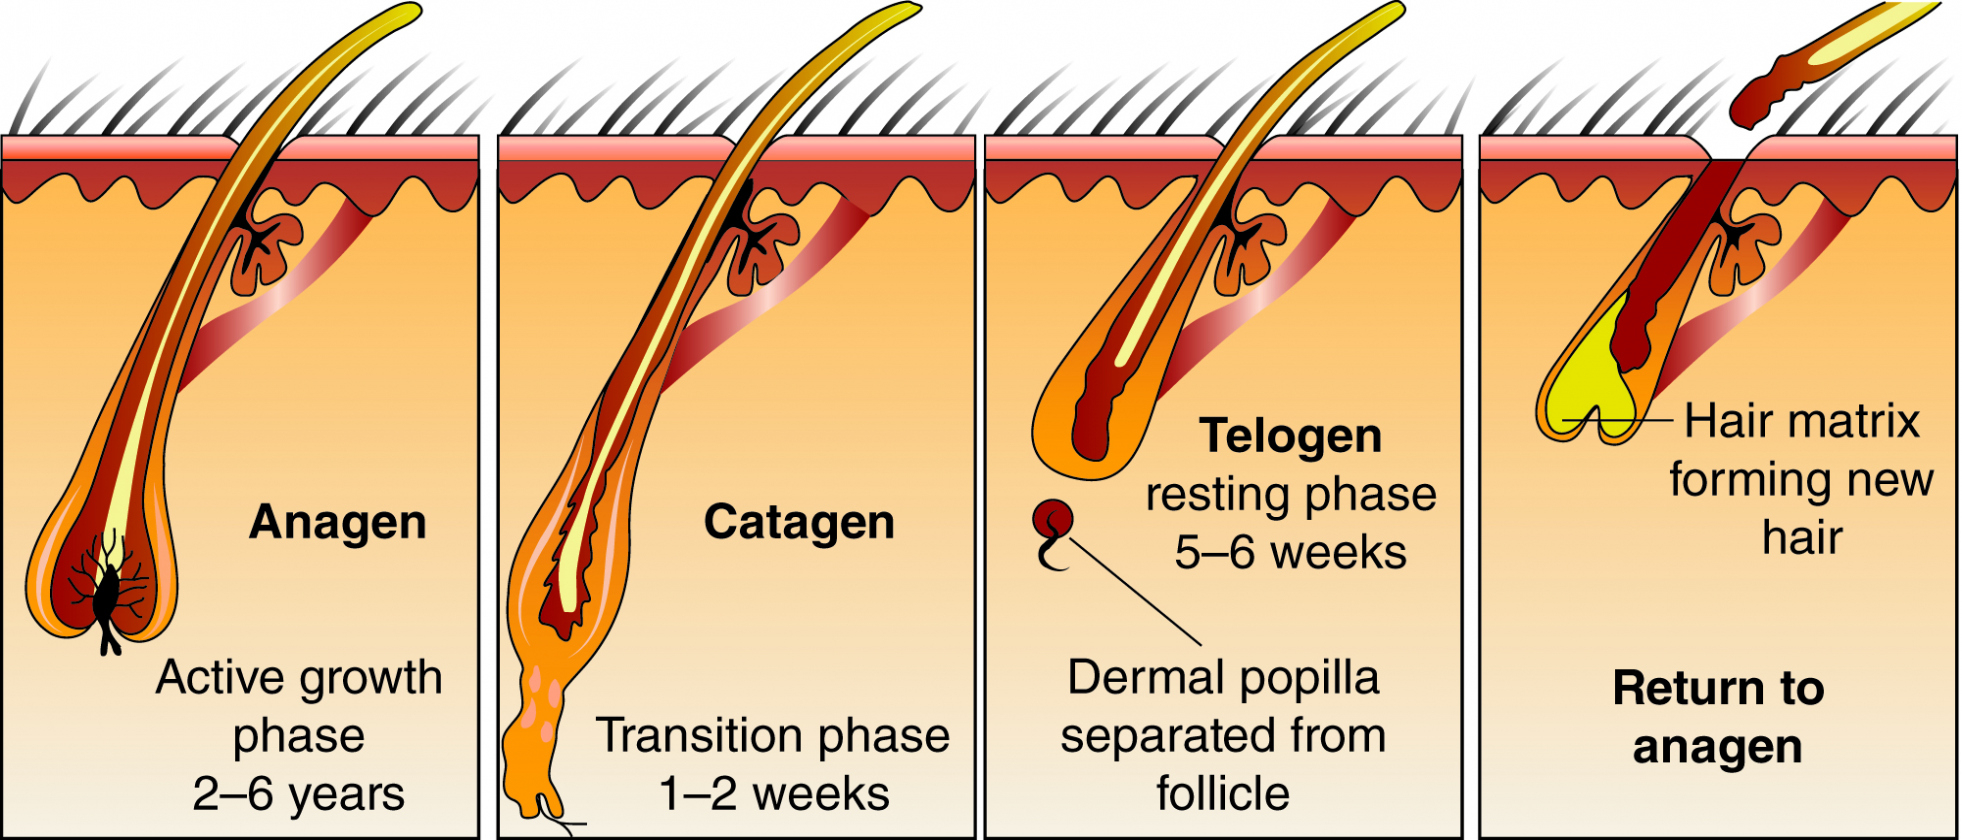 Anagen
Active growth
phase
2–6 years
Catagen
Transition phase
1–2 weeks
Telogen
resting phase
5–6 weeks
Dermal popilla
separated from
follicle
Hair matrix
forming new
hair
Return to
anagen